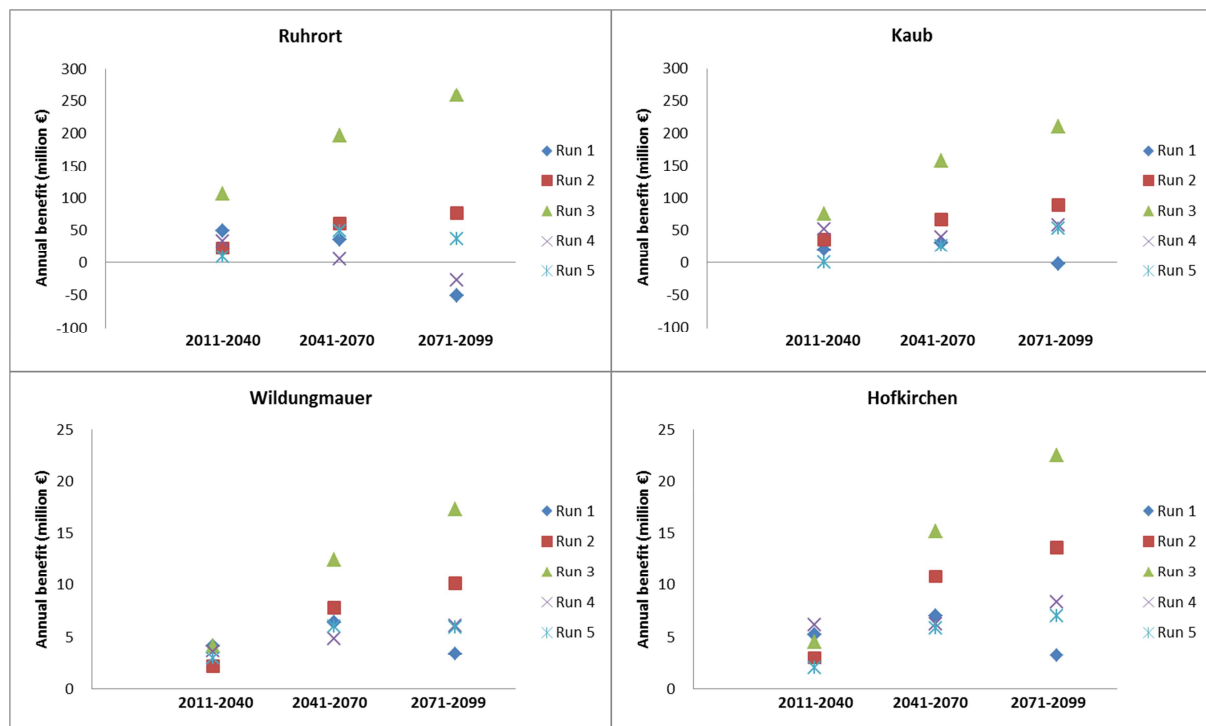 Ruhrort
Annual benefit (million €)
300
250
200
150
100
50
0
-50
-100
2011-2040 2041-2070 2071-2099
Run 1
Run 2
Run 3
Run 4
Run 5
Kaub
Annual benefit (million €)
300
250
200
150
100
50
0
-50
-100
2011-2040 2041-2070 2071-2099
Run 1
Run 2
Run 3
Run 4
Run 5
Wildungmauer
Annual benefit (million €)
25
20
15
10
5
0
2011-2040 2041-2070 2071-2099
Run 1
Run 2
Run 3
Run 4
Run 5
Hofkirchen
Annual benefit (million €)
25
20
15
10
5
0
2011-2040 2041-2070 2071-2099
Run 1
Run 2
Run 3
Run 4
Run 5